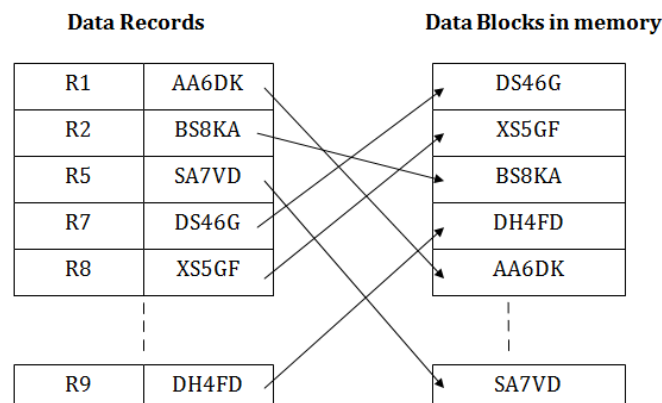 Data Records Data Blocks in memory
R1 AA6DK DS46G
R2 BS8KA XS5GF
R5 SA7VD BS8KA
R7 DS46G DH4FD
R8 XS5GF AA6DK
R9 DH4FD SA7VD